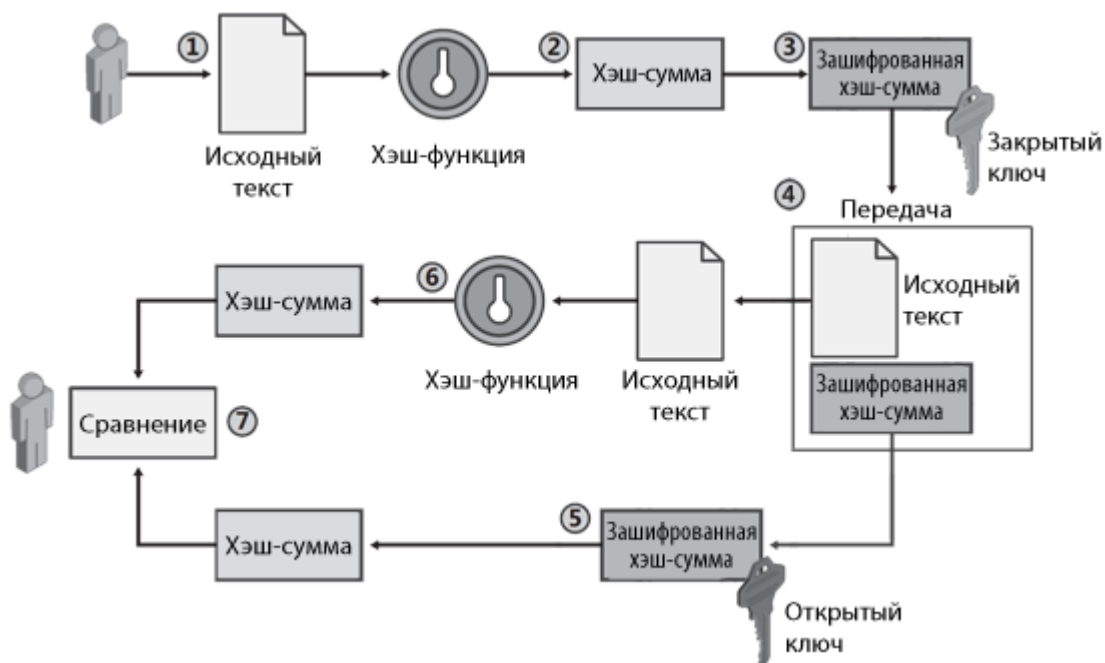 1
Исходный
текст
Хэш-функция
2
Хэш-сумма
3
Зашифрованная
хэш-сумма
Закрытый
ключ
4
Передача
Исходный
текст
Зашифрованная
хэш-сумма
Исходный
текст
6
Хэш-функция
Хэш-сумма
Сравнение
7
5
Зашифрованная
хэш-сумма
Открытый
ключ
Хэш-сумма